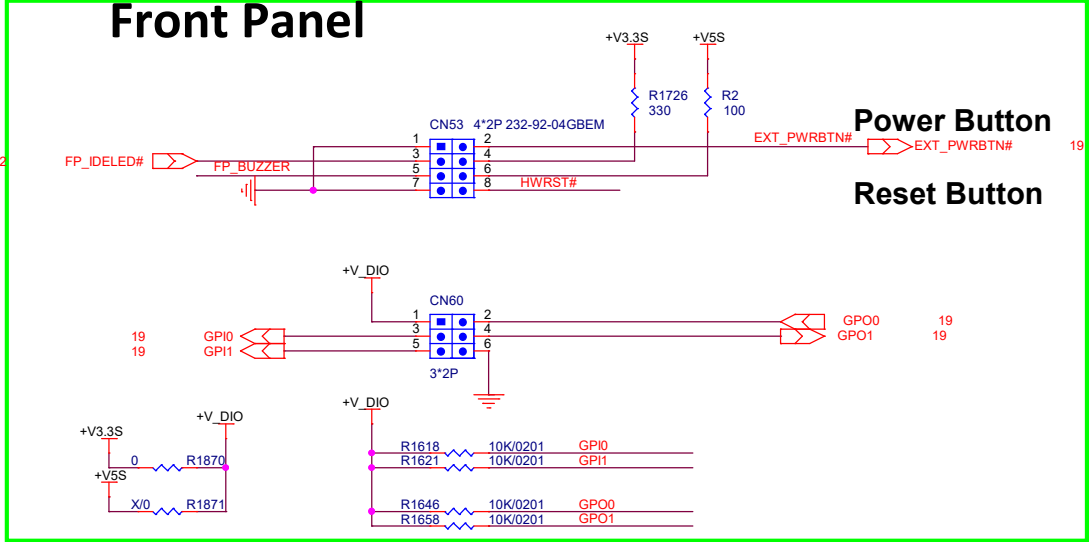 Front Panel
+V3.3S +V5S
R1726 R2
330 100
Power Button
CN53 4*2P 232-92-04GBEM
1 2 EXT_PWRBTN# EXT_PWRBTN# 19
2 FP_IDELED# 3 4
FP_BUZZER 5 6
7 8 HWRST#
Reset Button
+V_DIO
CN60
1 2 GPO0 19
19 GPI0 3 4 GPO1 19
19 GPI1 5 6
3*2P
+V_DIO
+V_DIO
+V3.3S
R1618 10K/0201 GPI0
0 R1870 R1621 10K/0201 GPI1
+V5S
X/0 R1871 R1646 10K/0201 GPO0
R1658 10K/0201 GPO1